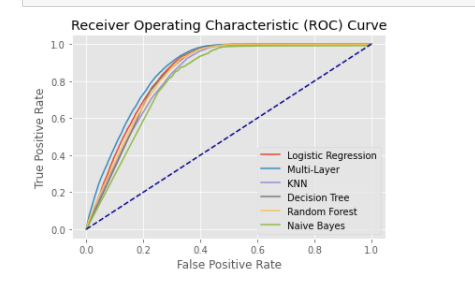 Receiver Operating Characteristic (ROC) Curve
1.0
0.8
0.6
0.4
0.2
0.0
True Positive Rate
Logistic Regression
Multi-Layer
KNN
Decision Tree
Random Forest
Naive Bayes
0.0 0.2 0.4 0.6 0.8 1.0
False Positive Rate